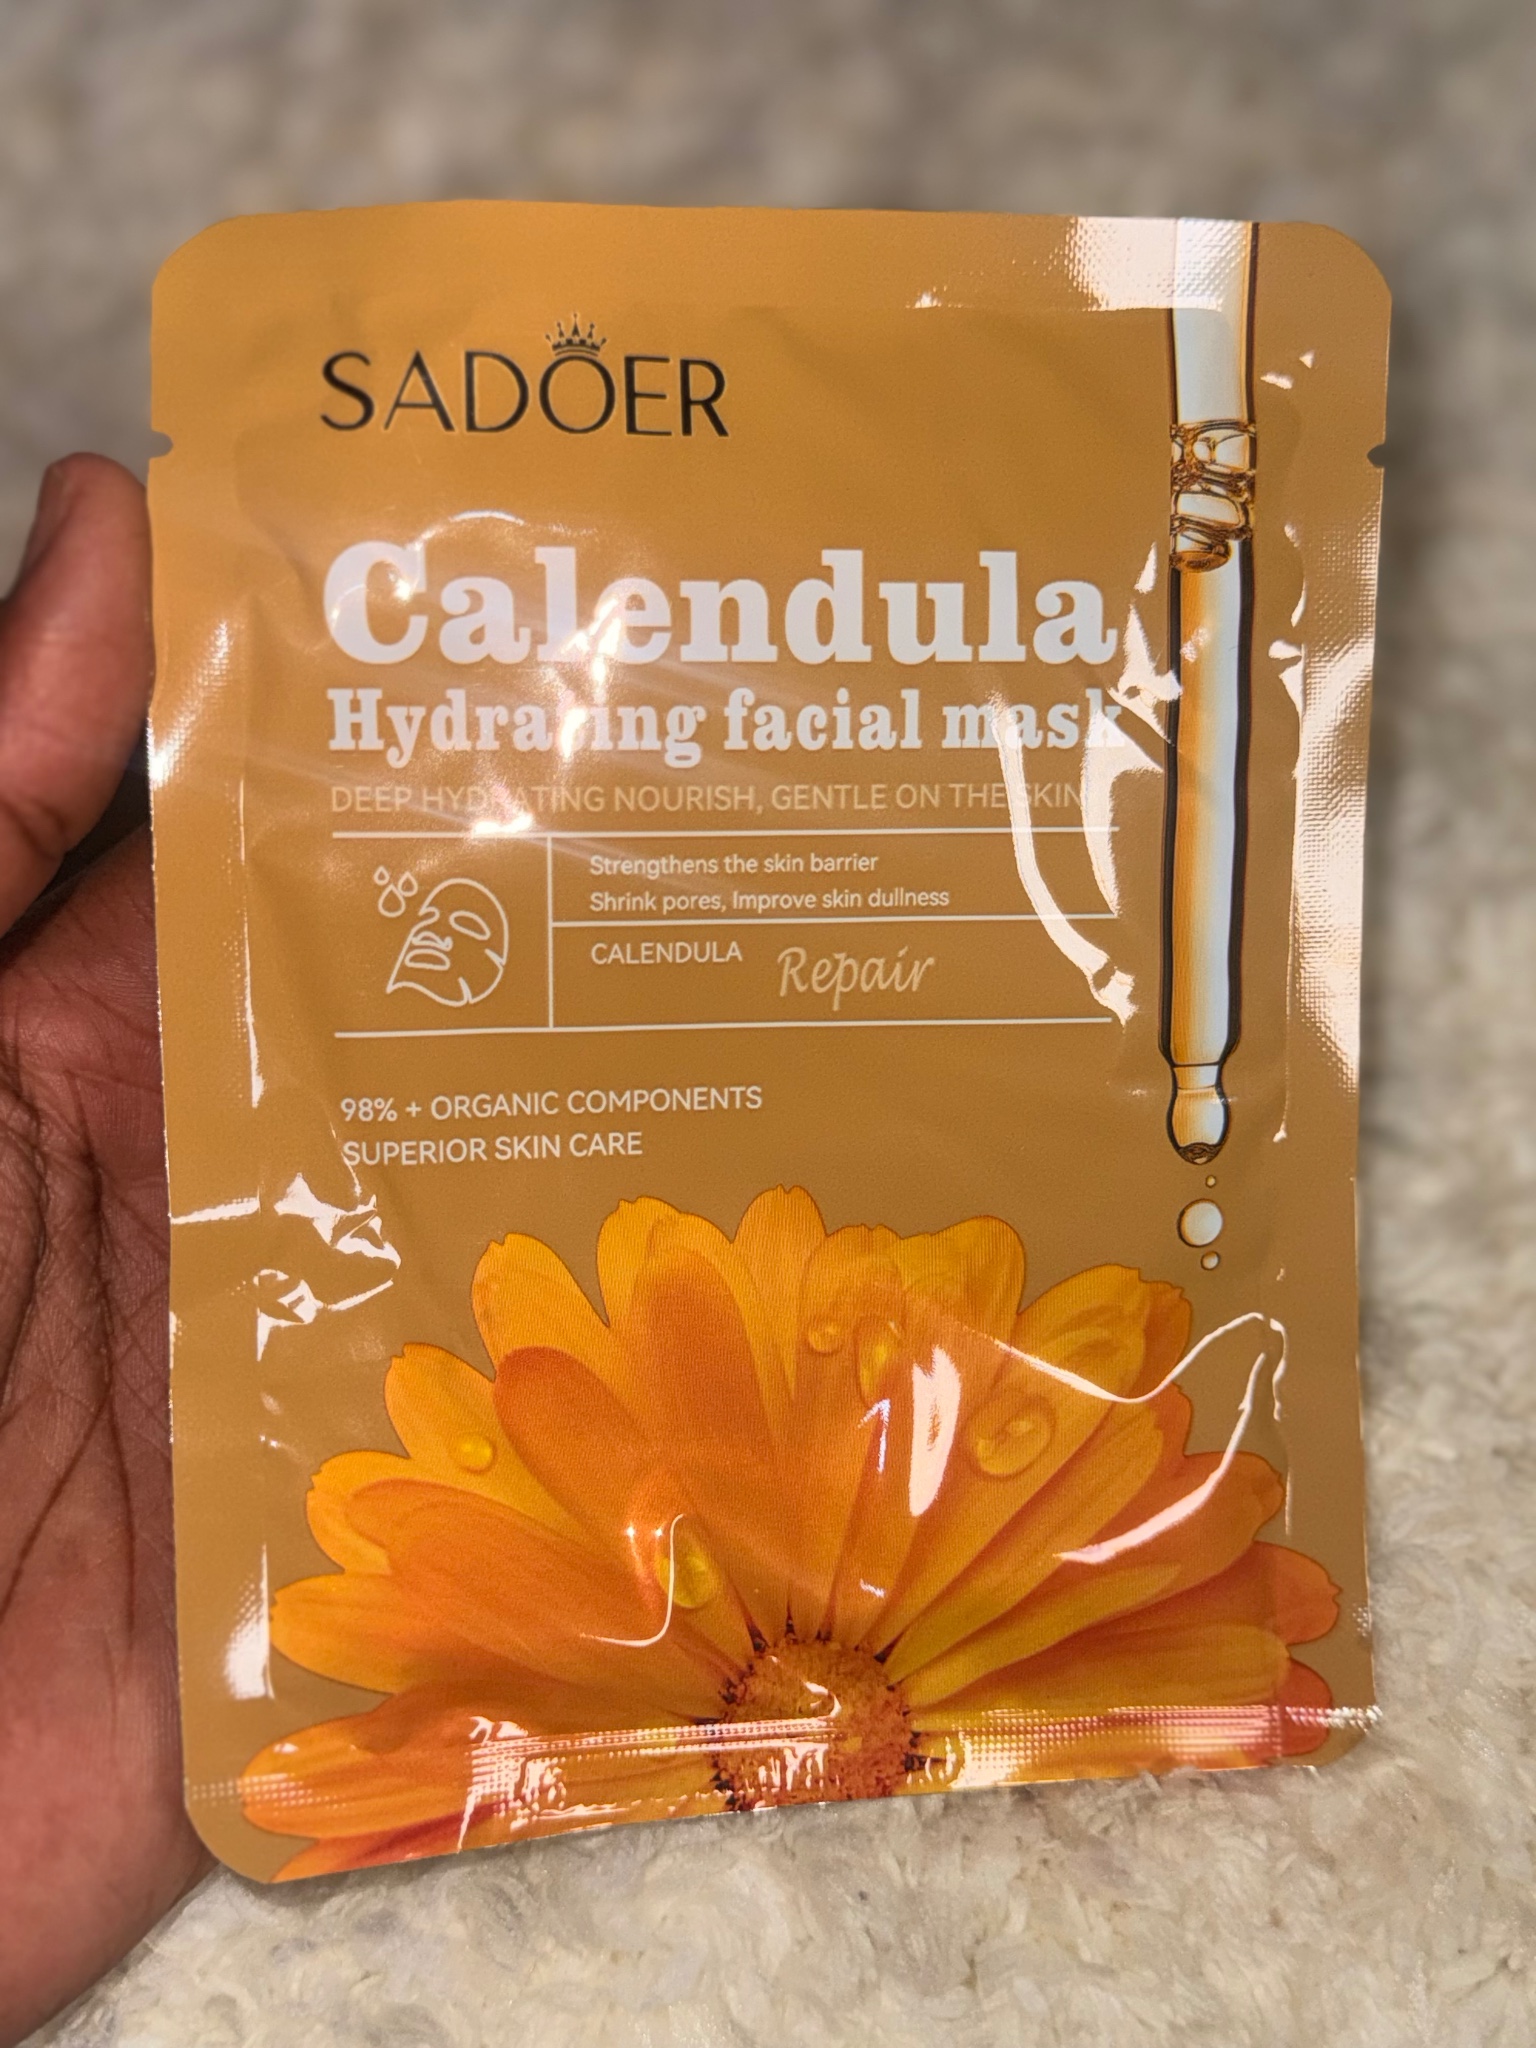 SADOER
Calendula
Hydrating facial mask
DEEP HYDRATING NOURISH, GENTLE ON THE SKIN
Strengthens the skin barrier
Shrink pores, Improve skin dullness
CALENDULA Repair
98% + ORGANIC COMPONENTS
SUPERIOR SKIN CARE